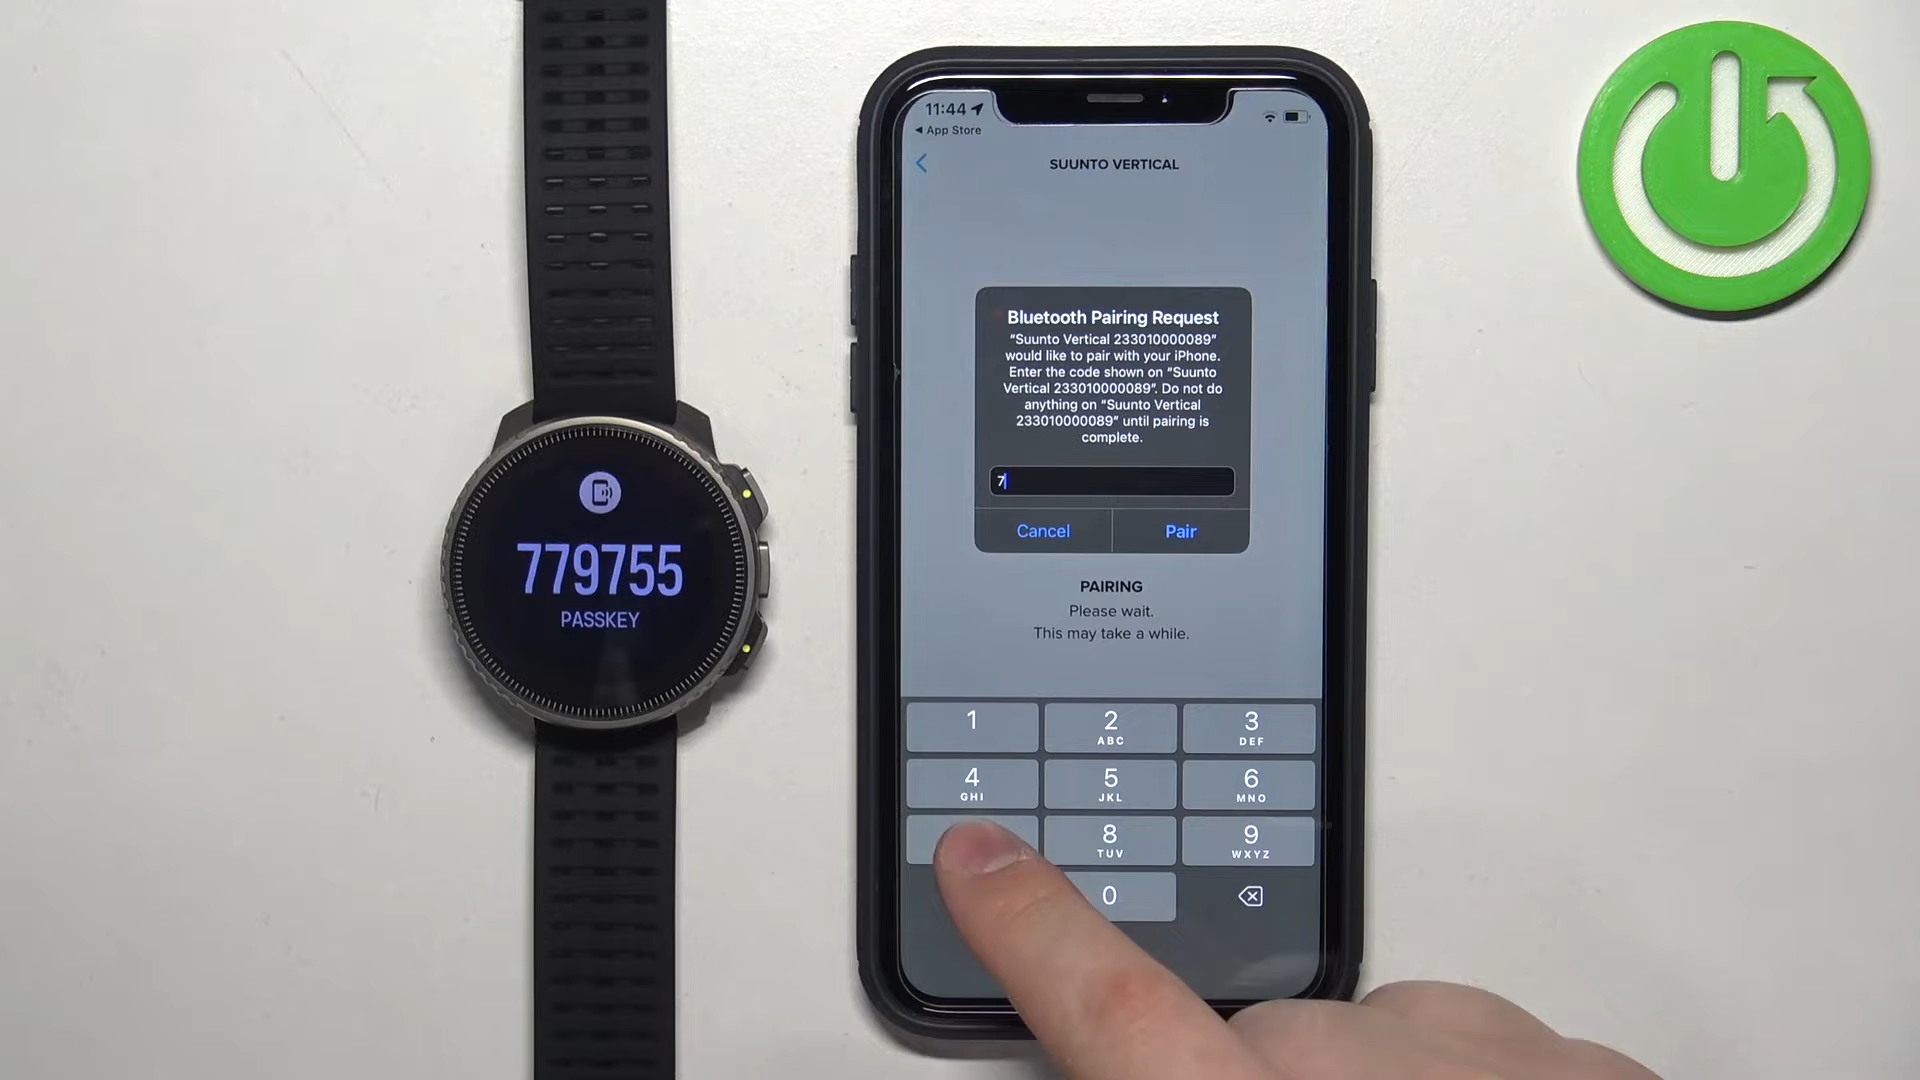 779755
PASSKEY
11:44
App Store
SUUNTO VERTICAL
Bluetooth Pairing Request
“Suunto Vertical 233010000089”
would like to pair with your iPhone.
Enter the code shown on “Suunto
Vertical 233010000089”. Do not do
anything on “Suunto Vertical
233010000089” until pairing is
complete.
7
Cancel Pair
PAIRING
Please wait.
This may take a while.
1 2 3
ABC DEF
4 5 6
GHI JKL MNO
8 9
TUV WXYZ
0